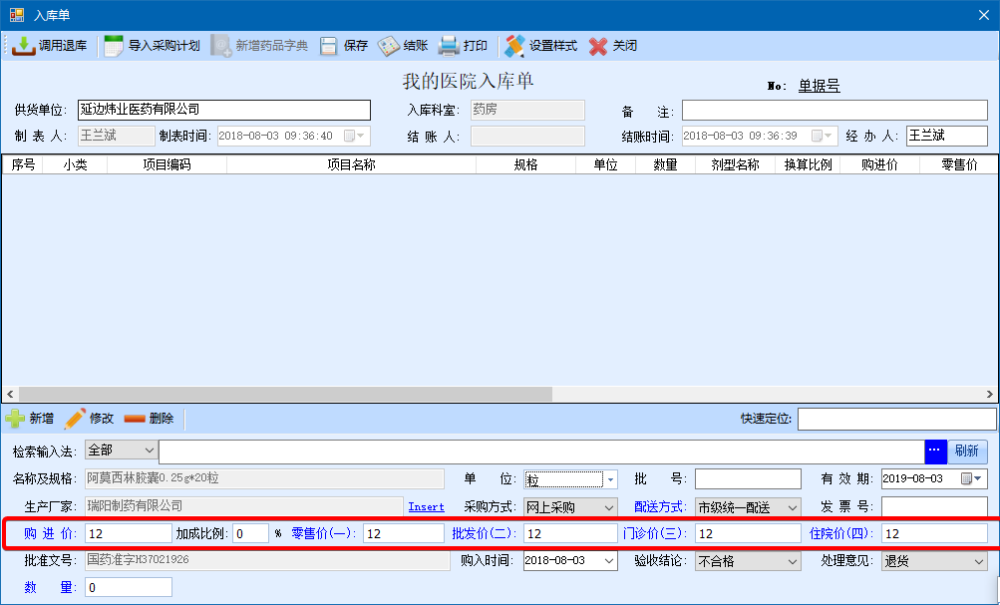 入库单
调用退库 导入采购计划 新增药品字典 保存 结账 打印 设置样式 关闭
我的医院入库单
No: 单据号
供货单位: 延边炜业医药有限公司 入库科室: 药房 备 注:
制 表 人: 王兰斌 制表时间: 2018-08-03 09:36:40 结 账 人: 结账时间: 2018-08-03 09:36:39 经 办 人: 王兰斌
序号 小类 项目编码 项目名称 规格 单位 数量 剂型名称 换算比例 购进价 零售价
新增 修改 删除 快速定位:
检索输入法: 全部 ... 刷新
名称及规格: 阿莫西林胶囊0.25g*20粒 单 位: 粒 批 号: 有 效 期: 2019-08-03
生产厂家: 瑞阳制药有限公司 Insert 采购方式: 网上采购 配送方式: 市级统一配送 发 票 号:
购 进 价: 12 加成比例: 0 % 零售价(一): 12 批发价(二): 12 门诊价(三): 12 住院价(四): 12
批准文号: 国药准字H37021926 购入时间: 2018-08-03 验收结论: 不合格 处理意见: 退货
数 量: 0